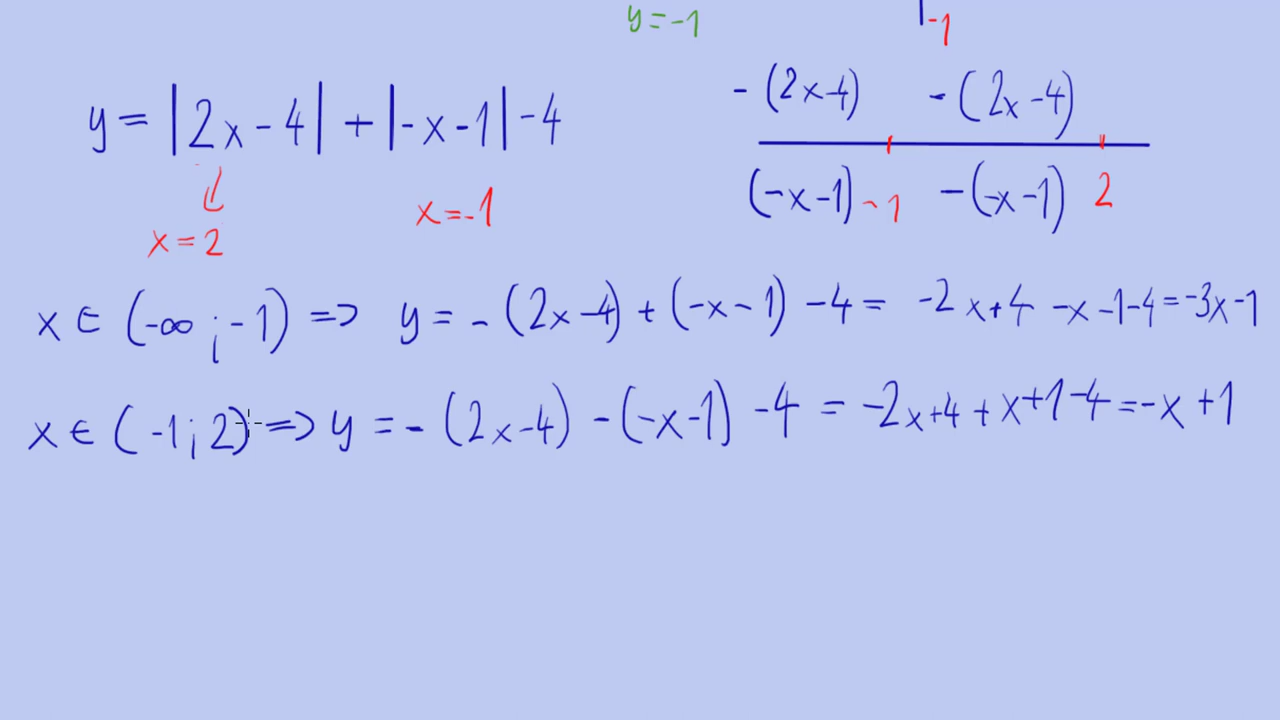 y = -1
-1
y = |2x - 4| + |-x - 1| - 4
-(2x-4) -(2x-4)
(-x-1) -1 -(-x-1) 2
x = 2
x = -1
x ∈ (-∞ ; -1) => y = -(2x-4) + (-x-1) -4 = -2x+4 -x-1-4 = -3x-1
x ∈ (-1 ; 2) => y = -(2x-4) -(-x-1) -4 = -2x+4+x+1-4 = -x+1